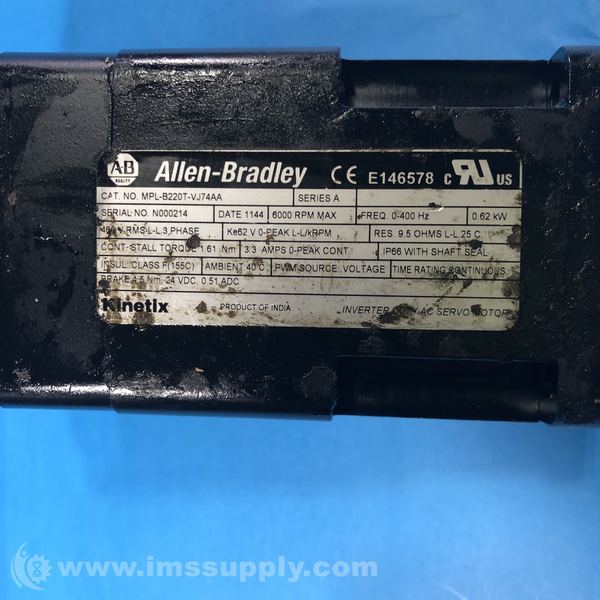 AB QUALITY Allen-Bradley CE E146578 c RU US
CAT. NO. MPL-B220T-VJ74AA SERIES A
SERIAL NO. N000214 DATE 1144 6000 RPM MAX FREQ. 0-400 Hz 0.62 kW
460 V RMS L-L,3,PHASE Ke62 V 0-PEAK L-L/kRPM RES. 9.5 OHMS L-L,25 C
CONT- STALL TORQUE 1.61 Nm 3.3 AMPS 0-PEAK CONT IP66 WITH SHAFT SEAL
INSUL. CLASS F(155C) AMBIENT 40 C PWM SOURCE VOLTAGE TIME RATING CONTINUOUS
BRAKE 4.5 Nm, 24 VDC, 0.51 ADC
Kinetix PRODUCT OF INDIA INVERTER DUTY AC SERVO MOTOR
www.imssupply.com